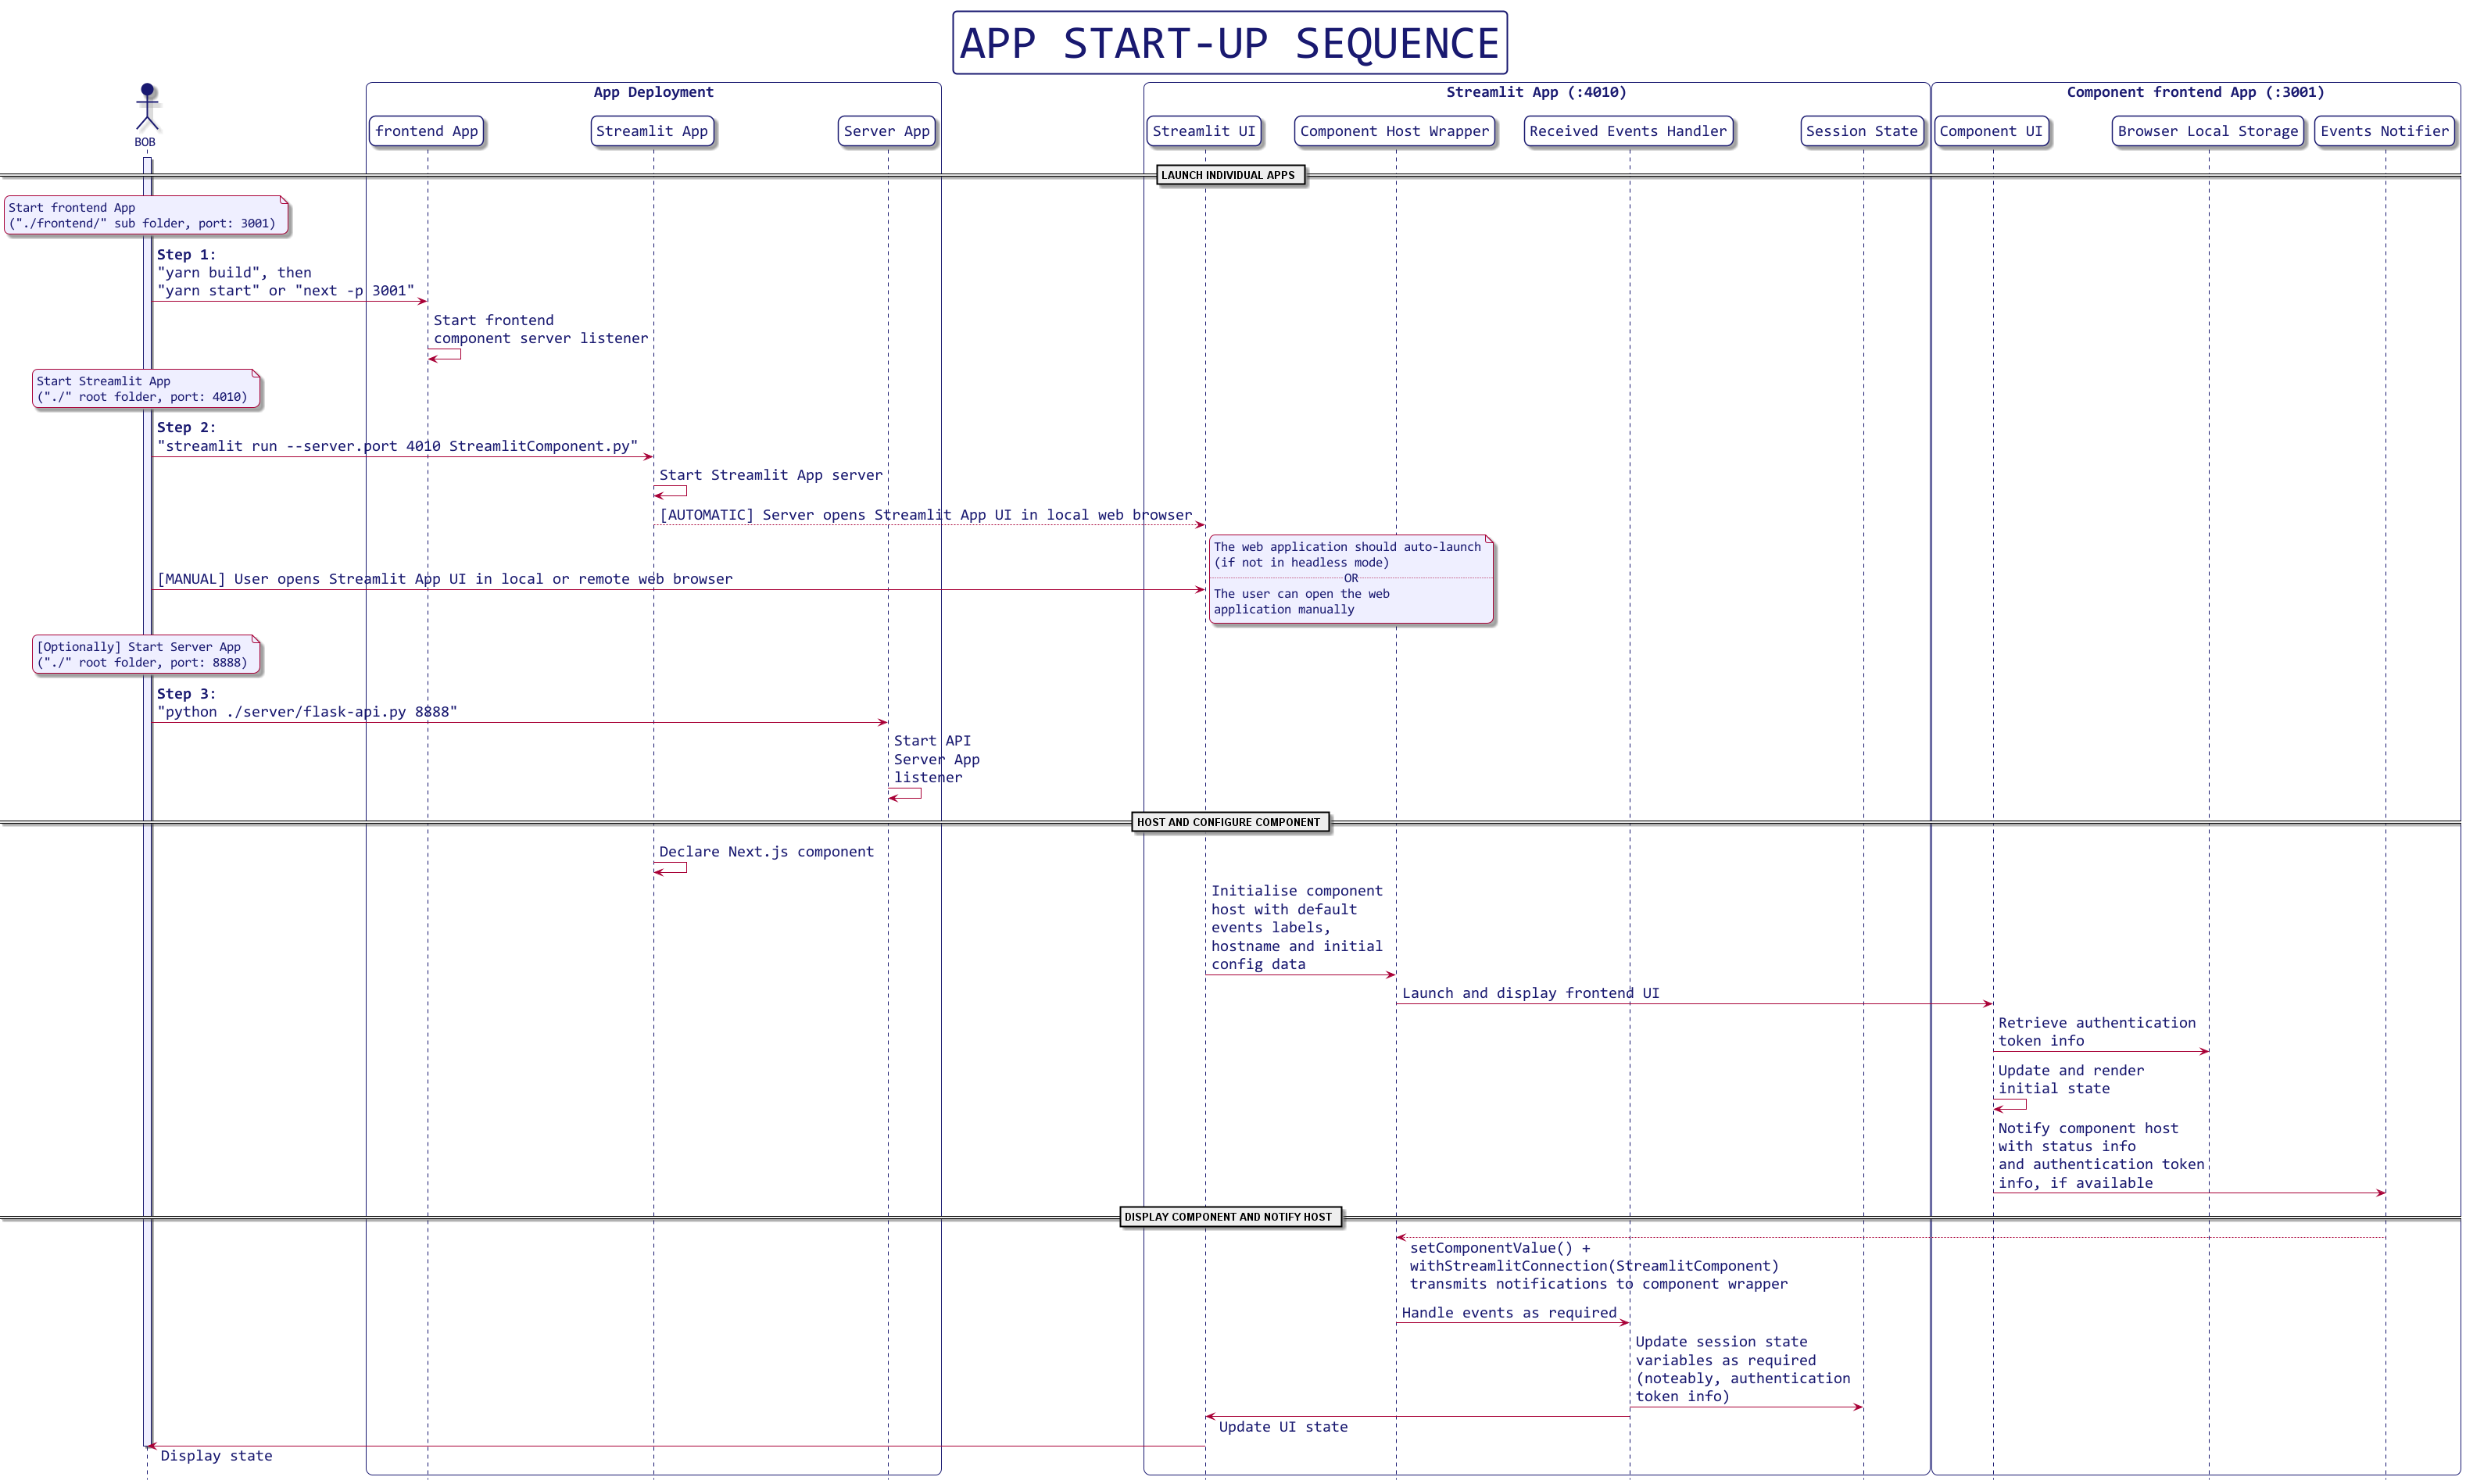 APP START-UP SEQUENCE
App Deployment
Streamlit App (:4010)
Component frontend App (:3001)
BOB
frontend App
Streamlit App
Server App
Streamlit UI
Component Host Wrapper
Received Events Handler
Session State
Component UI
Browser Local Storage
Events Notifier
LAUNCH INDIVIDUAL APPS
Start frontend App
("./frontend/" sub folder, port: 3001)
Step 1:
"yarn build", then
"yarn start" or "next -p 3001"
Start frontend
component server listener
Start Streamlit App
("./" root folder, port: 4010)
Step 2:
"streamlit run --server.port 4010 StreamlitComponent.py"
Start Streamlit App server
[AUTOMATIC] Server opens Streamlit App UI in local web browser
The web application should auto-launch
(if not in headless mode)
OR
The user can open the web
application manually
[MANUAL] User opens Streamlit App UI in local or remote web browser
[Optionally] Start Server App
("./" root folder, port: 8888)
Step 3:
"python ./server/flask-api.py 8888"
Start API
Server App
listener
HOST AND CONFIGURE COMPONENT
Declare Next.js component
Initialise component
host with default
events labels,
hostname and initial
config data
Launch and display frontend UI
Retrieve authentication
token info
Update and render
initial state
Notify component host
with status info
and authentication token
info, if available
DISPLAY COMPONENT AND NOTIFY HOST
setComponentValue() +
withStreamlitConnection(StreamlitComponent)
transmits notifications to component wrapper
Handle events as required
Update session state
variables as required
(noteably, authentication
token info)
Update UI state
Display state